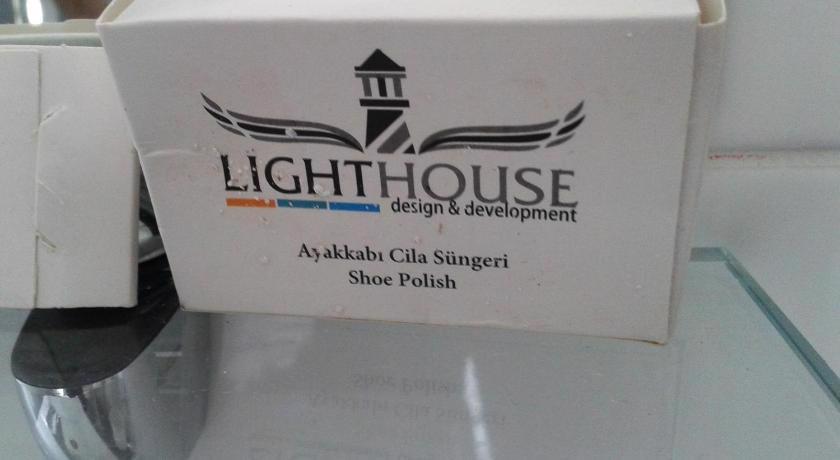 LIGHTHOUSE
design & development
Ayakkabı Cila Süngeri
Shoe Polish